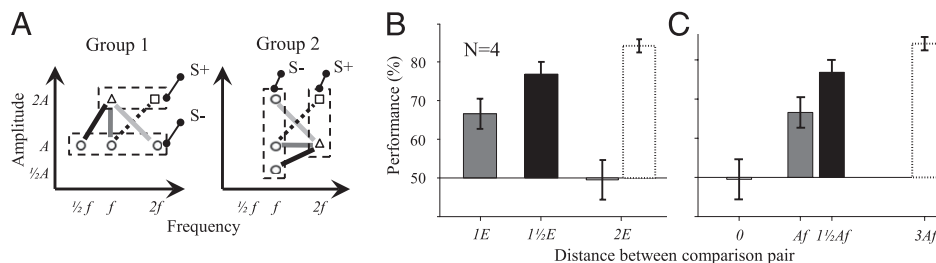 A
Group 1
Group 2
S+
S-
S-
S+
Amplitude
2A
A
½A
½ f
f
2f
½ f
f
2f
Frequency
B
N=4
Performance (%)
80
70
60
50
1E
1½E
2E
C
0
Af
1½Af
3Af
Distance between comparison pair